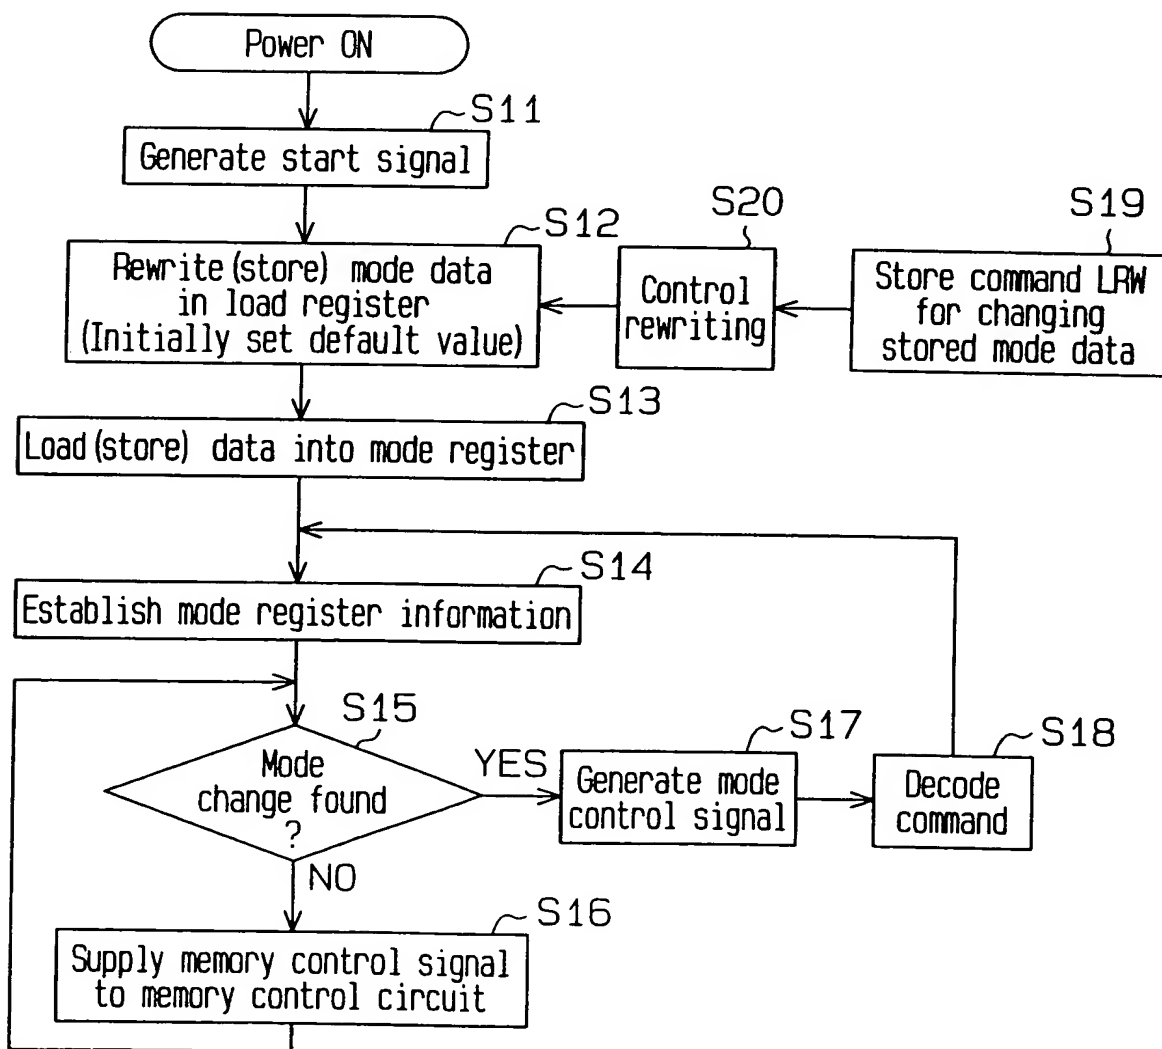 Power ON
S11
Generate start signal
S12
Rewrite (store) mode data
in load register
(Initially set default value)
S20
Control
rewriting
S19
Store command LRW
for changing
stored mode data
S13
Load (store) data into mode register
S14
Establish mode register information
S15
Mode
change found
?
YES
NO
S17
Generate mode
control signal
S18
Decode
command
S16
Supply memory control signal
to memory control circuit